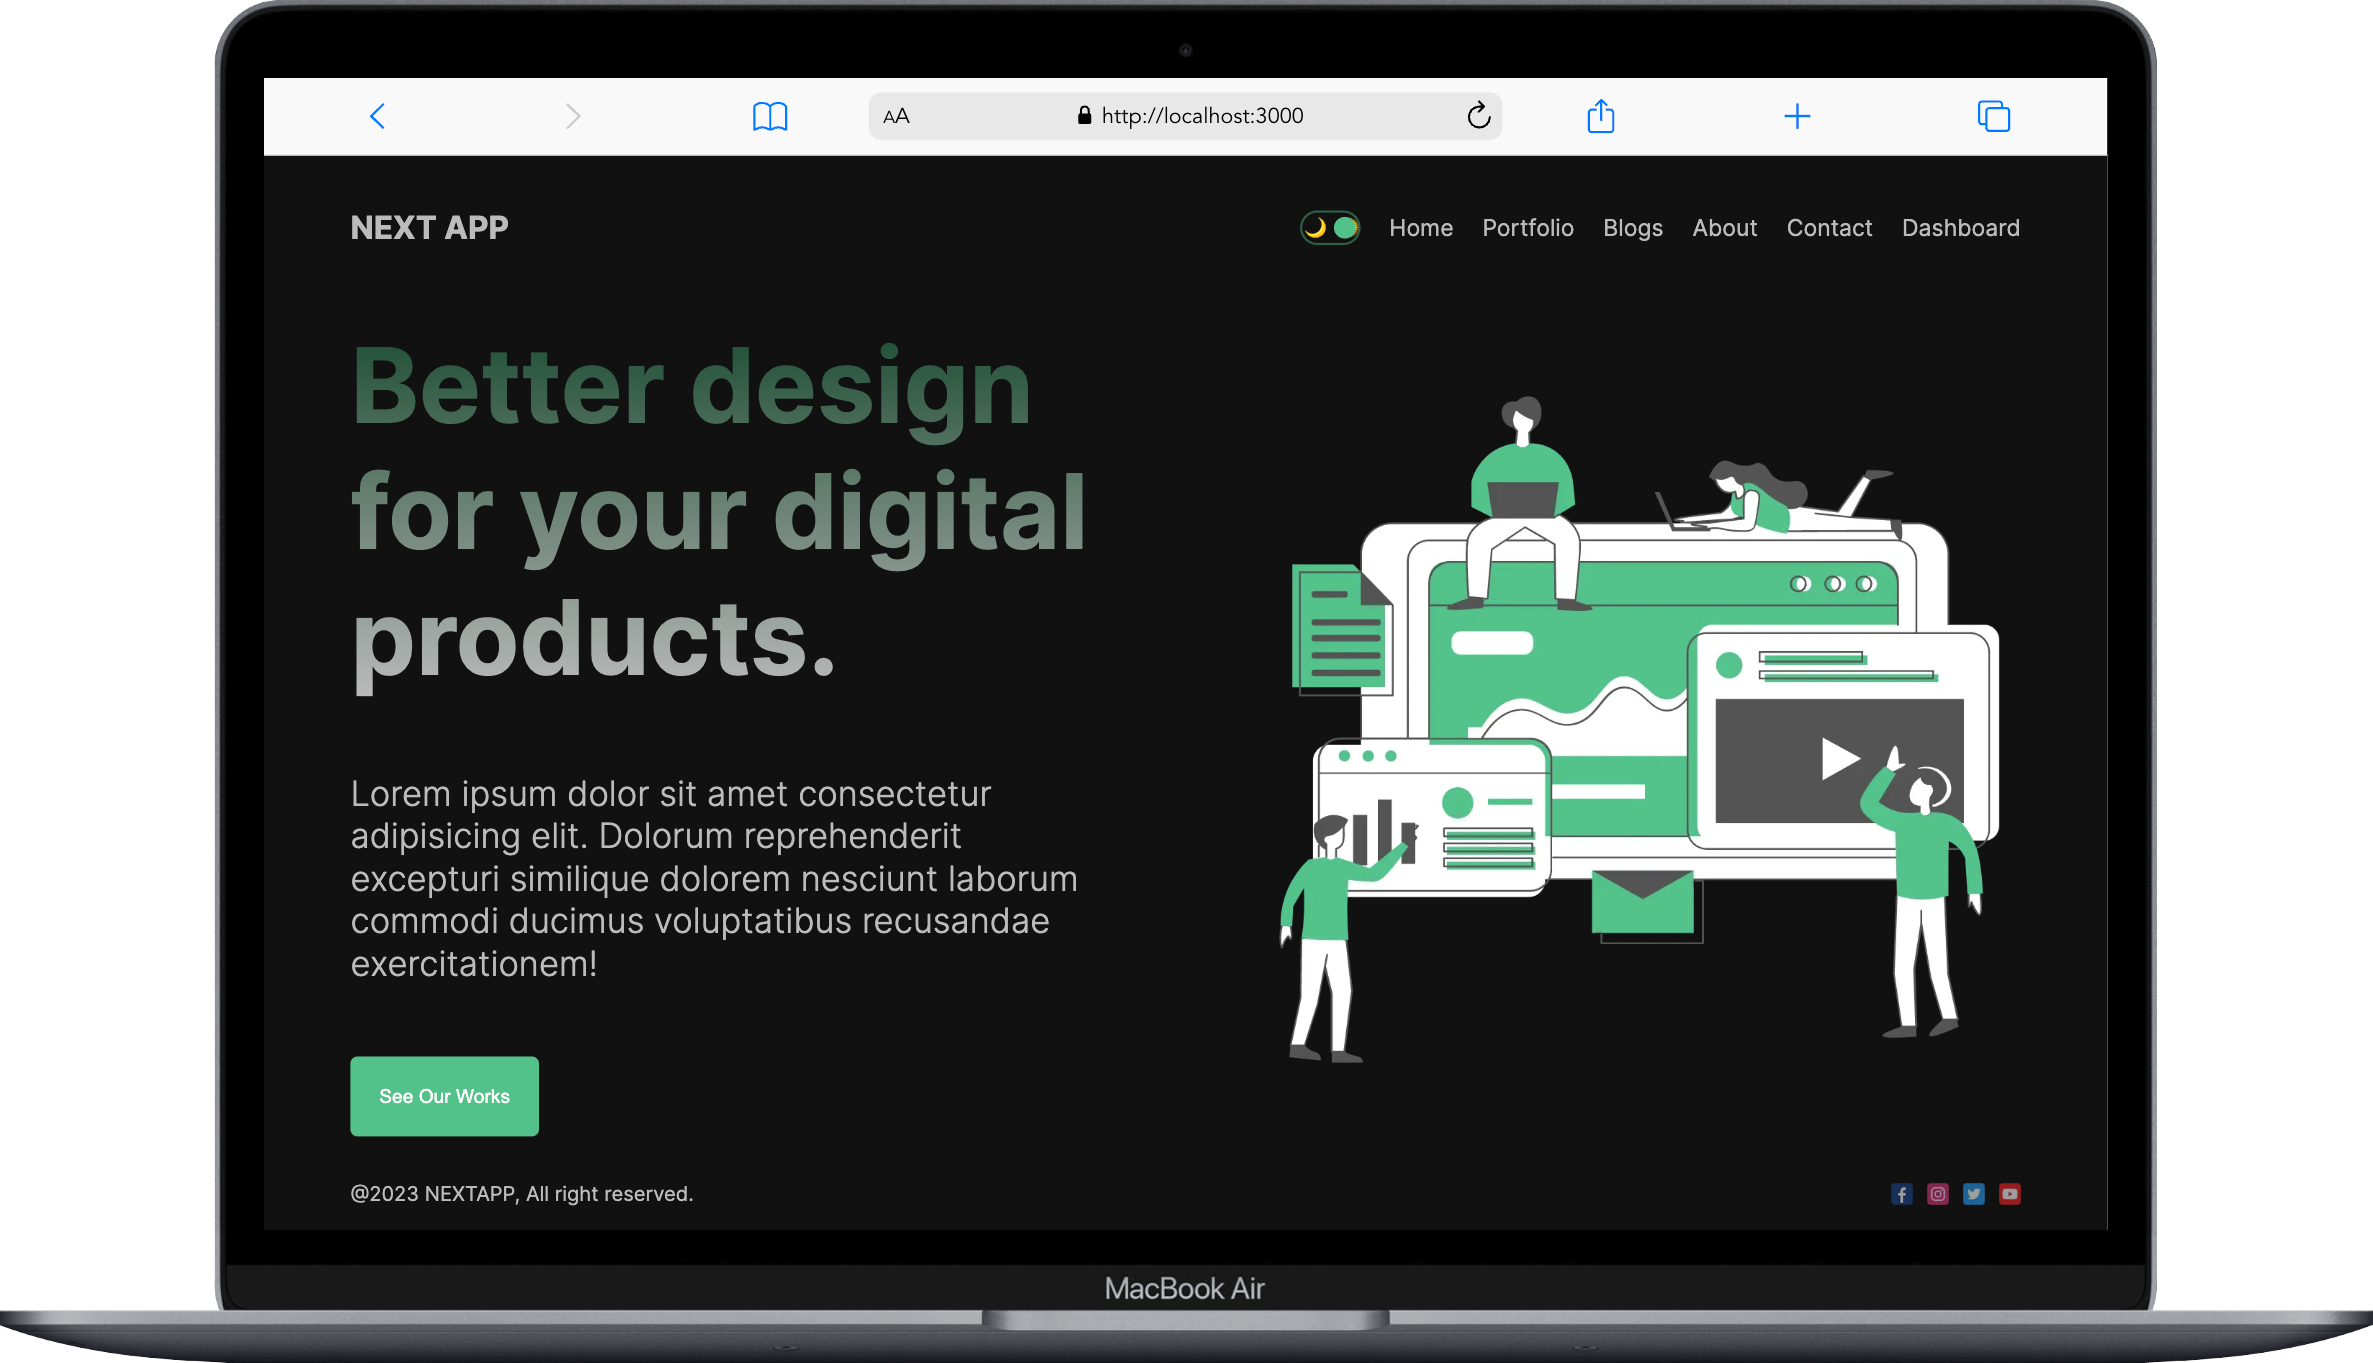 AA http://localhost:3000
NEXT APP
Home Portfolio Blogs About Contact Dashboard
Better design
for your digital
products.
Lorem ipsum dolor sit amet consectetur
adipisicing elit. Dolorum reprehenderit
excepturi similique dolorem nesciunt laborum
commodi ducimus voluptatibus recusandae
exercitationem!
See Our Works
@2023 NEXTAPP, All right reserved.
MacBook Air